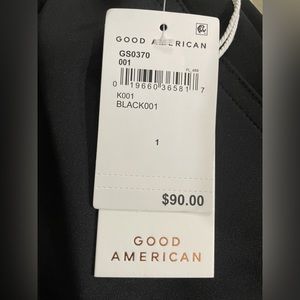 GOOD AMERICAN
GS0370
001
0 19660 36581 7
K001
BLACK001
1
$90.00
GOOD
AMERICAN